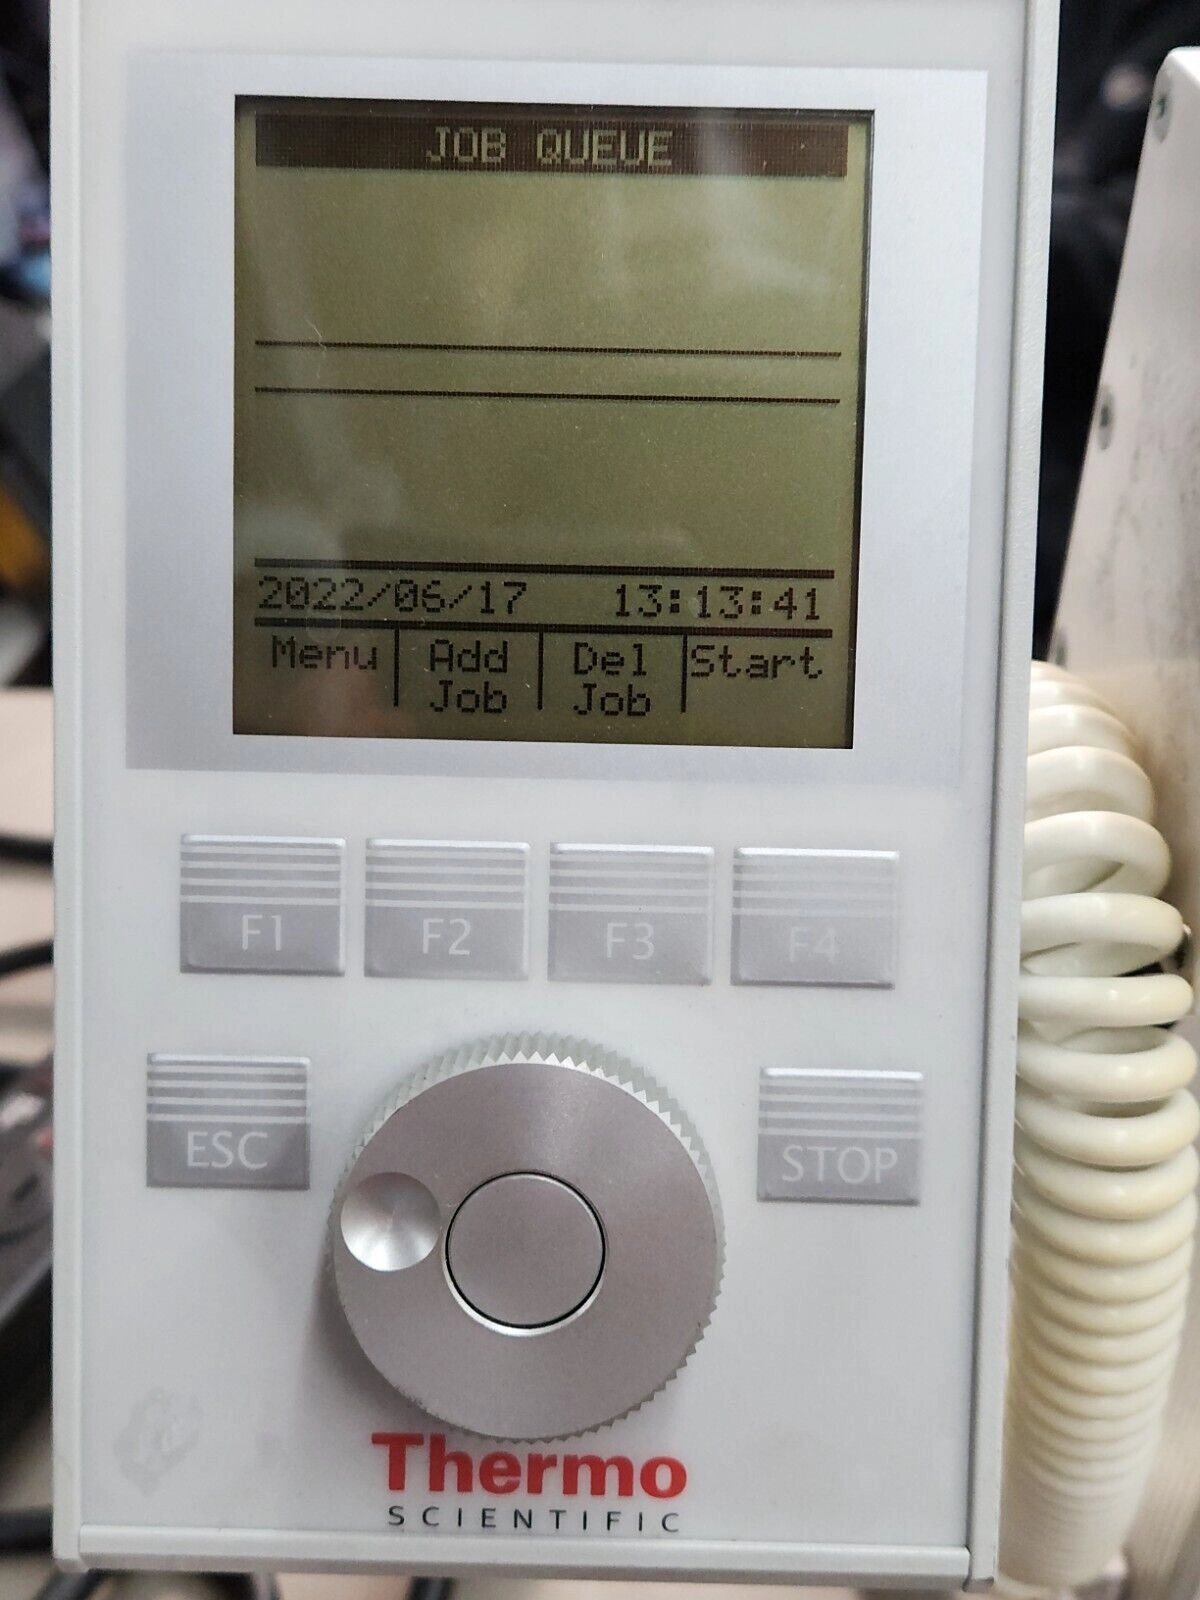 JOB QUEUE
2022/06/17 13:13:41
Menu Add Job Del Job Start
F1 F2 F3 F4
ESC STOP
Thermo
SCIENTIFIC